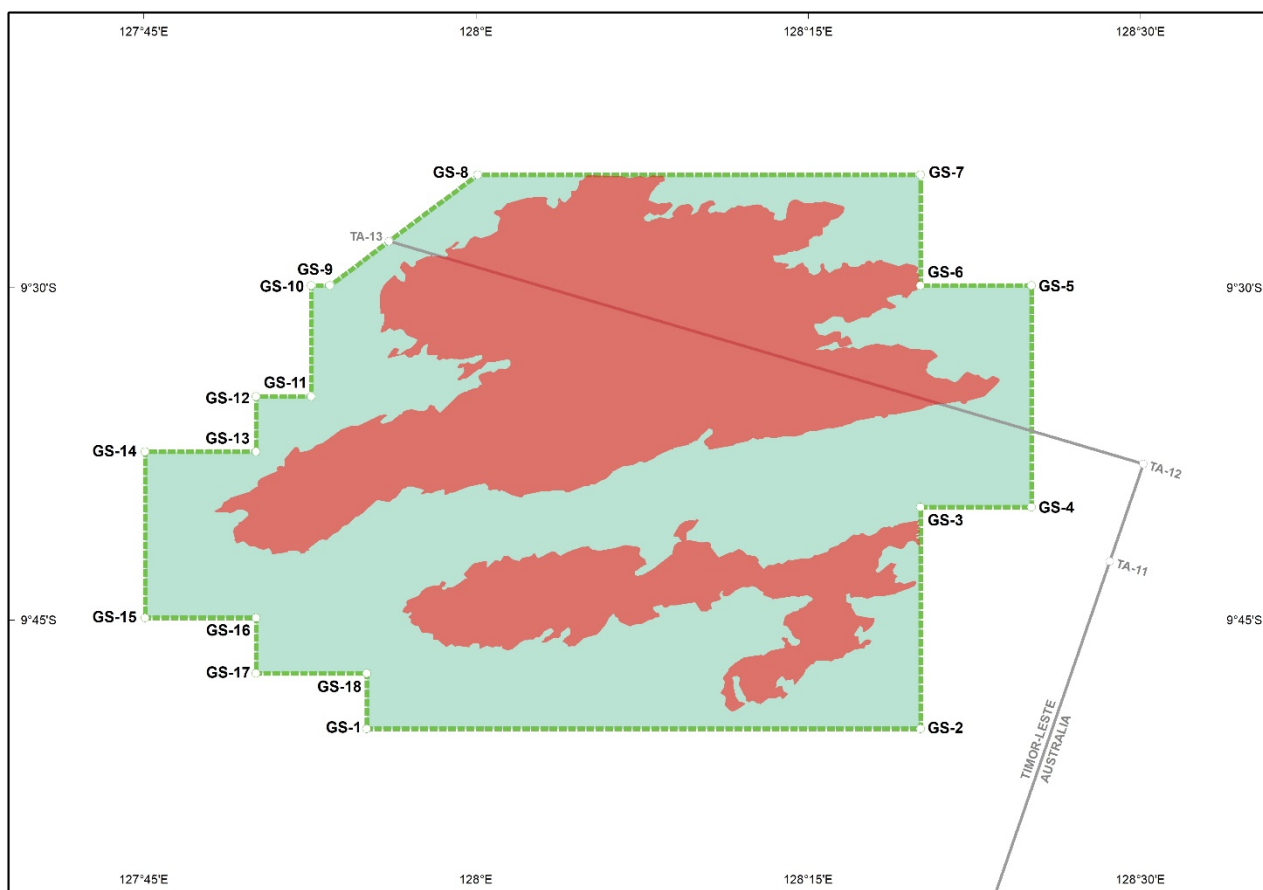 127°45'E 128°E 128°15'E 128°30'E
GS-8 GS-7
TA-13
GS-9 GS-6
9°30'S GS-10 GS-5 9°30'S
GS-11
GS-12
GS-13
GS-14
TA-12
GS-3 GS-4
TA-11
9°45'S GS-15 GS-16 9°45'S
GS-17 GS-18
GS-1 GS-2
TIMOR-LESTE
AUSTRALIA
127°45'E 128°E 128°15'E 128°30'E